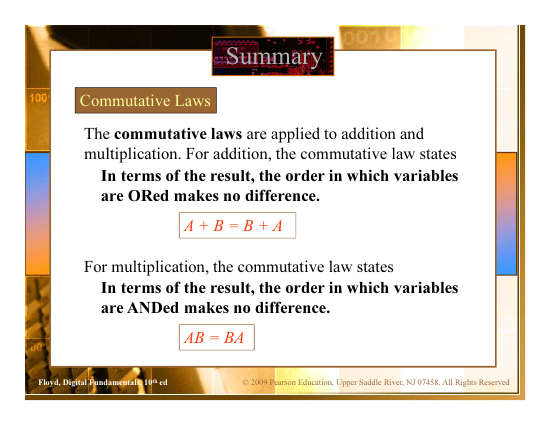 Summary
Commutative Laws
The commutative laws are applied to addition and
multiplication. For addition, the commutative law states
In terms of the result, the order in which variables
are ORed makes no difference.
A + B = B + A
For multiplication, the commutative law states
In terms of the result, the order in which variables
are ANDed makes no difference.
AB = BA
Floyd, Digital Fundamentals, 10th ed
© 2009 Pearson Education, Upper Saddle River, NJ 07458. All Rights Reserved